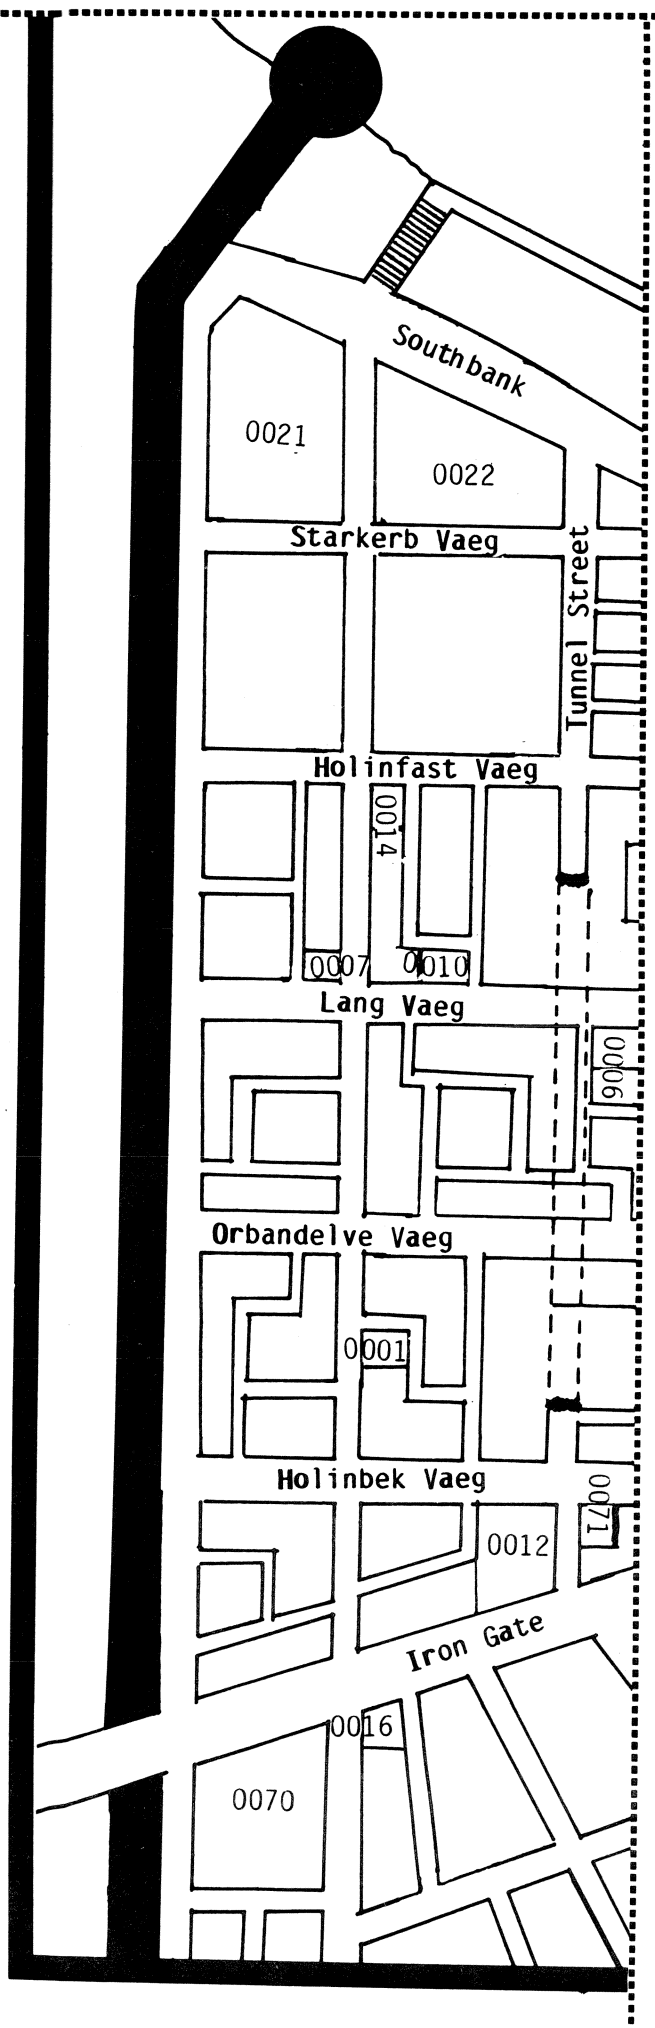 Southbank
0021
0022
Starkerb Vaeg
Tunnel Street
Holinfast Vaeg
0014
0007
0010
Lang Vaeg
0006
Orbandelve Vaeg
0001
Holinbek Vaeg
0071
0012
Iron Gate
0016
0070